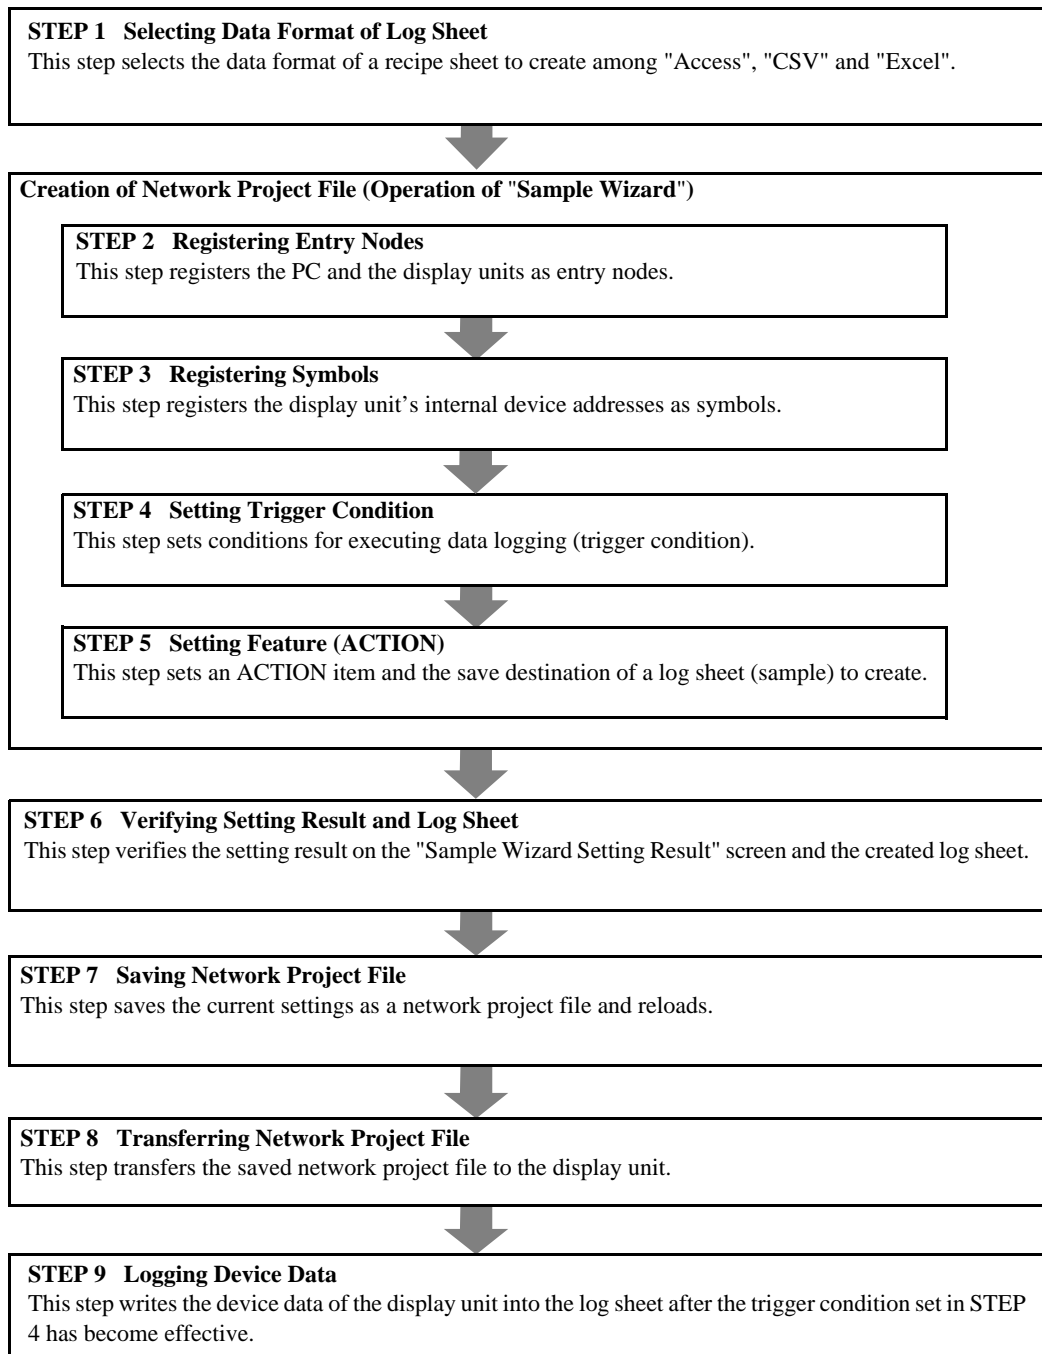 STEP 1 Selecting Data Format of Log Sheet
This step selects the data format of a recipe sheet to create among "Access", "CSV" and "Excel".
Creation of Network Project File (Operation of "Sample Wizard")
STEP 2 Registering Entry Nodes
This step registers the PC and the display units as entry nodes.
STEP 3 Registering Symbols
This step registers the display unit’s internal device addresses as symbols.
STEP 4 Setting Trigger Condition
This step sets conditions for executing data logging (trigger condition).
STEP 5 Setting Feature (ACTION)
This step sets an ACTION item and the save destination of a log sheet (sample) to create.
STEP 6 Verifying Setting Result and Log Sheet
This step verifies the setting result on the "Sample Wizard Setting Result" screen and the created log sheet.
STEP 7 Saving Network Project File
This step saves the current settings as a network project file and reloads.
STEP 8 Transferring Network Project File
This step transfers the saved network project file to the display unit.
STEP 9 Logging Device Data
This step writes the device data of the display unit into the log sheet after the trigger condition set in STEP
4 has become effective.